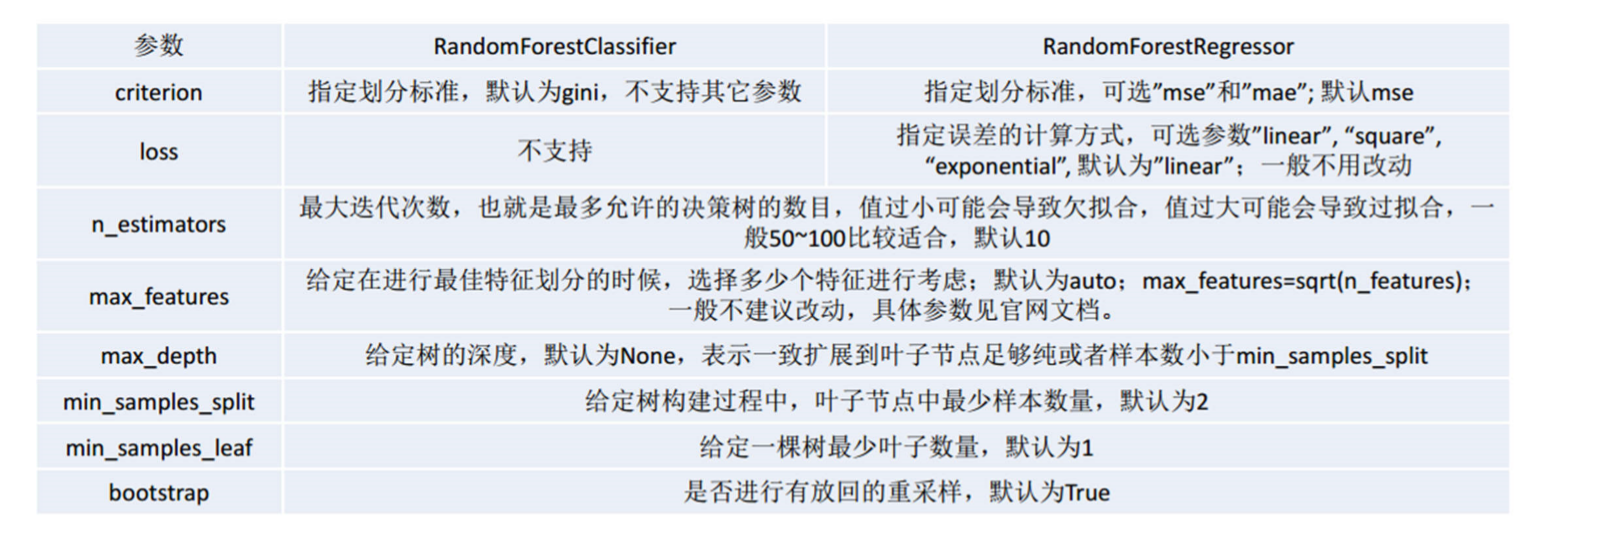 参数
RandomForestClassifier
RandomForestRegressor
criterion
指定划分标准，默认为gini，不支持其它参数
指定划分标准，可选”mse”和”mae”; 默认mse
loss
不支持
指定误差的计算方式，可选参数”linear”, “square”,
“exponential”, 默认为”linear”；一般不用改动
n_estimators
最大迭代次数，也就是最多允许的决策树的数目，值过小可能会导致欠拟合，值过大可能会导致过拟合，一
般50~100比较适合，默认10
max_features
给定在进行最佳特征划分的时候，选择多少个特征进行考虑；默认为auto；max_features=sqrt(n_features)；
一般不建议改动，具体参数见官网文档。
max_depth
给定树的深度，默认为None，表示一致扩展到叶子节点足够纯或者样本数小于min_samples_split
min_samples_split
给定树构建过程中，叶子节点中最少样本数量，默认为2
min_samples_leaf
给定一棵树最少叶子数量，默认为1
bootstrap
是否进行有放回的重采样，默认为True